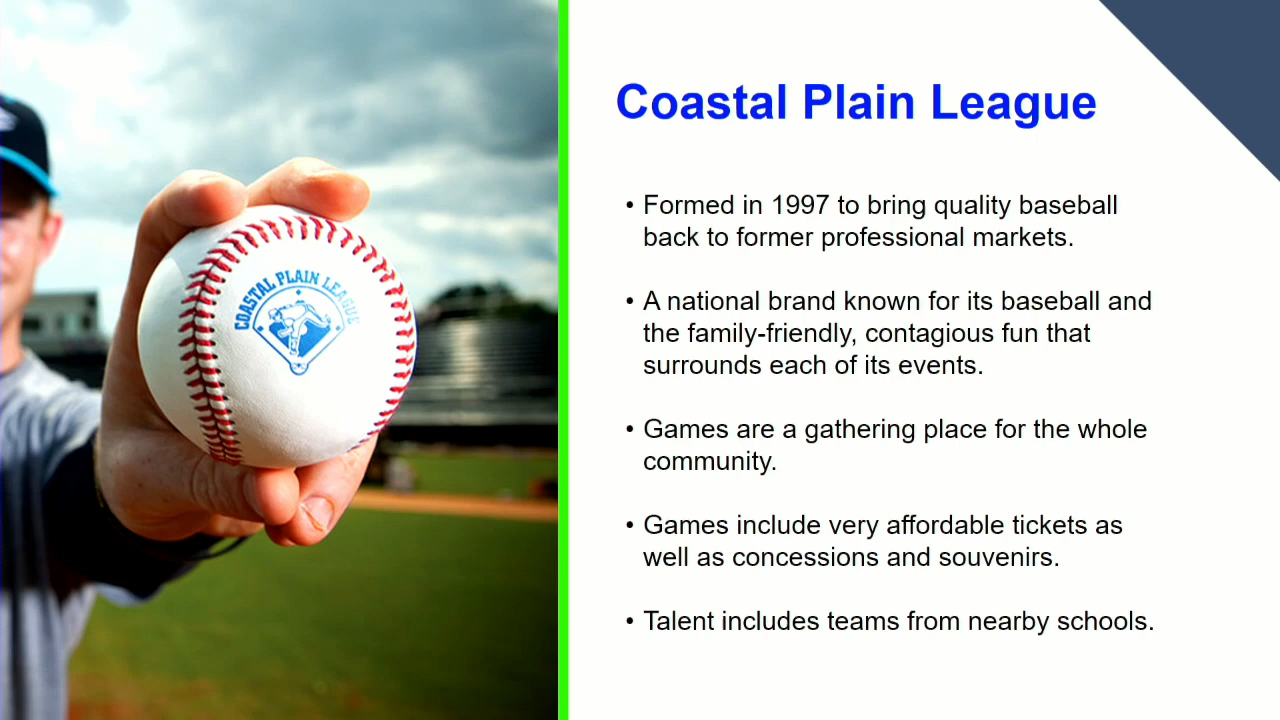 COASTAL PLAIN LEAGUE
Coastal Plain League
• Formed in 1997 to bring quality baseball
back to former professional markets.
• A national brand known for its baseball and
the family-friendly, contagious fun that
surrounds each of its events.
• Games are a gathering place for the whole
community.
• Games include very affordable tickets as
well as concessions and souvenirs.
• Talent includes teams from nearby schools.